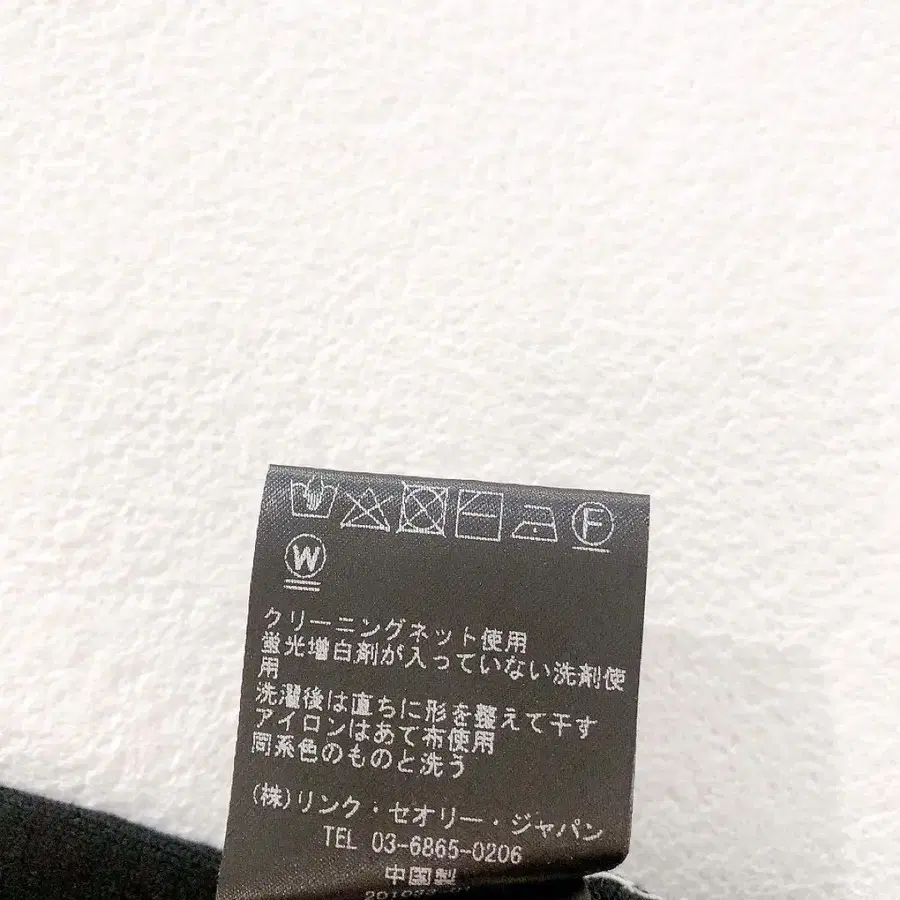 F
W
クリーニングネット使用
蛍光増白剤が入っていない洗剤使
用
洗濯後は直ちに形を整えて干す
アイロンはあて布使用
同系色のものと洗う
(株)リンク・セオリー・ジャパン
TEL 03-6865-0206
中国製